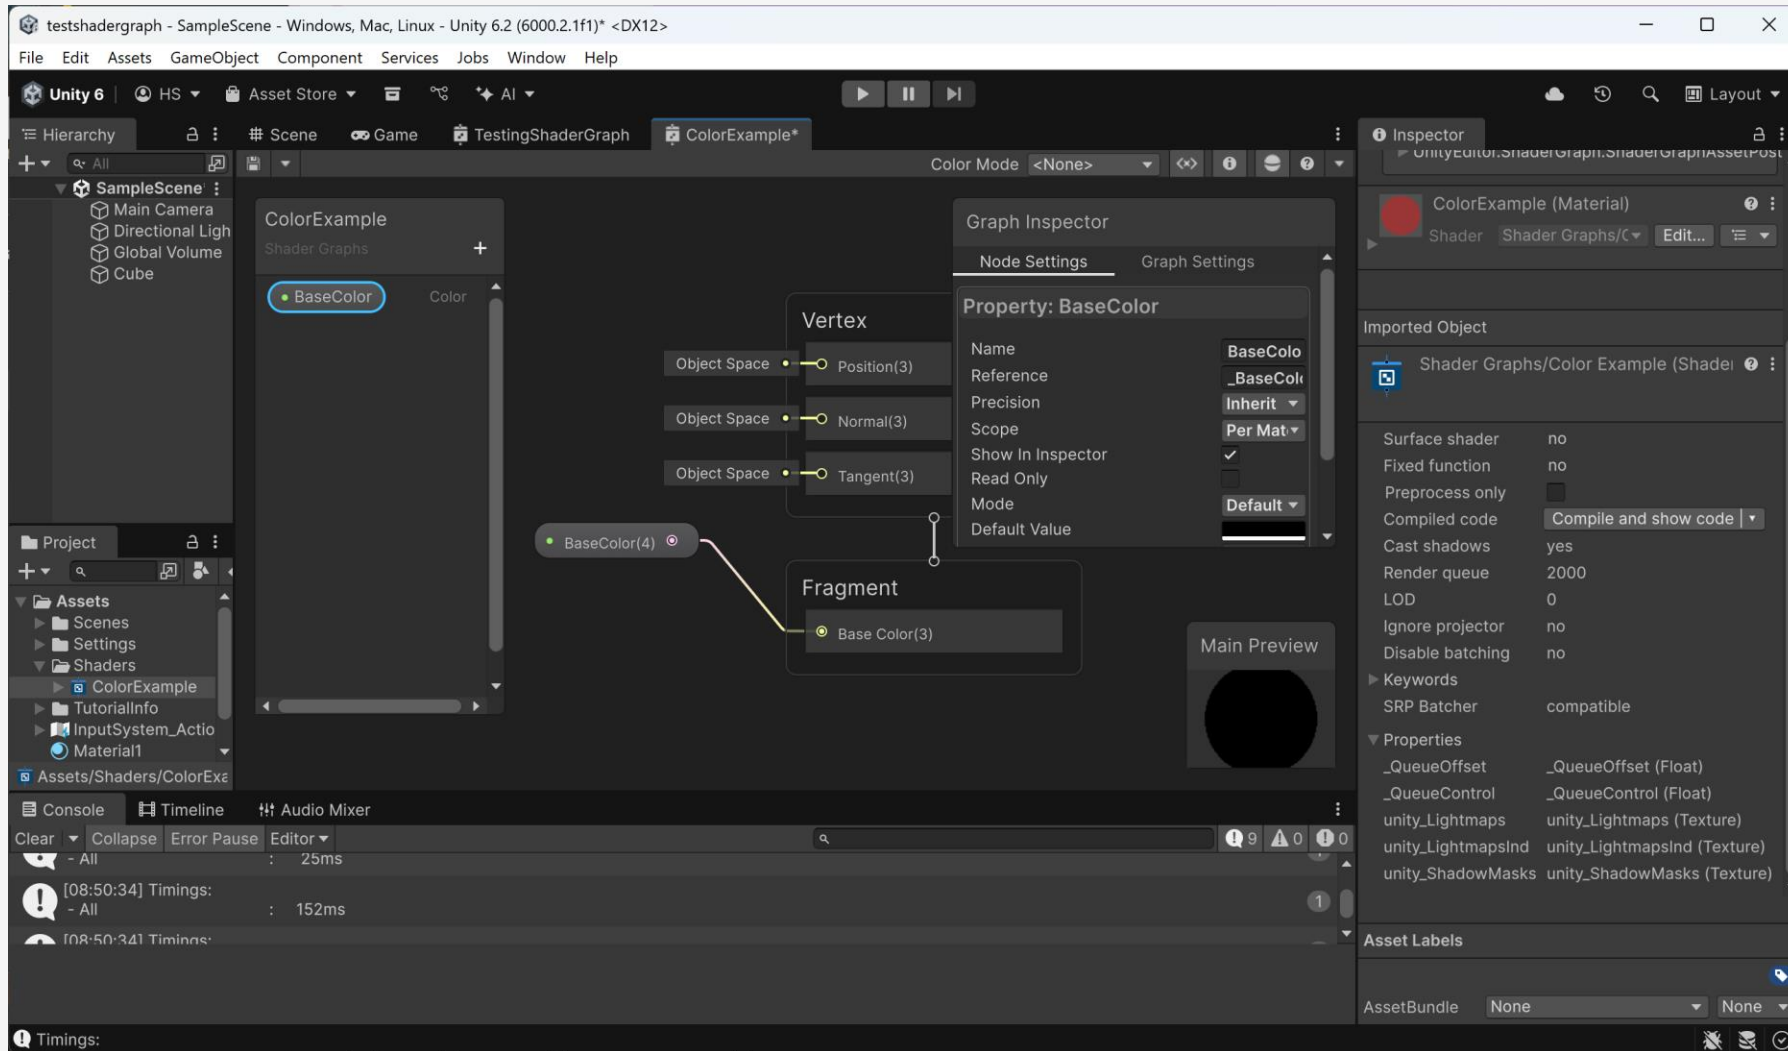 testshadergraph - SampleScene - Windows, Mac, Linux - Unity 6.2 (6000.2.1f1)* <DX12>
File Edit Assets GameObject Component Services Jobs Window Help
Unity 6 HS Asset Store AI Layout
Hierarchy
All
SampleScene
Main Camera
Directional Ligh
Global Volume
Cube
Scene Game TestingShaderGraph ColorExample*
Color Mode <None>
ColorExample
Shader Graphs
+
BaseColor Color
Vertex
Object Space Position(3)
Object Space Normal(3)
Object Space Tangent(3)
BaseColor(4)
Fragment
Base Color(3)
Graph Inspector
Node Settings Graph Settings
Property: BaseColor
Name BaseColo
Reference _BaseCol
Precision Inherit
Scope Per Mat
Show In Inspector
Read Only
Mode Default
Default Value
Main Preview
Project
Assets
Scenes
Settings
Shaders
ColorExample
TutorialInfo
InputSystem_Actio
Material1
Assets/Shaders/ColorExa
Console Timeline Audio Mixer
Clear Collapse Error Pause Editor 9 0 0
- All : 25ms
[08:50:34] Timings:
- All : 152ms
1
[08:50:34] Timings:
Timings:
Inspector
UnityEditor.ShaderGraph.ShaderGraphAssetPost
ColorExample (Material)
Shader Shader Graphs/C Edit...
Imported Object
Shader Graphs/Color Example (Shader
Surface shader no
Fixed function no
Preprocess only
Compiled code Compile and show code
Cast shadows yes
Render queue 2000
LOD 0
Ignore projector no
Disable batching no
Keywords
SRP Batcher compatible
Properties
_QueueOffset _QueueOffset (Float)
_QueueControl _QueueControl (Float)
unity_Lightmaps unity_Lightmaps (Texture)
unity_LightmapsInd unity_LightmapsInd (Texture)
unity_ShadowMasks unity_ShadowMasks (Texture)
Asset Labels
AssetBundle None None